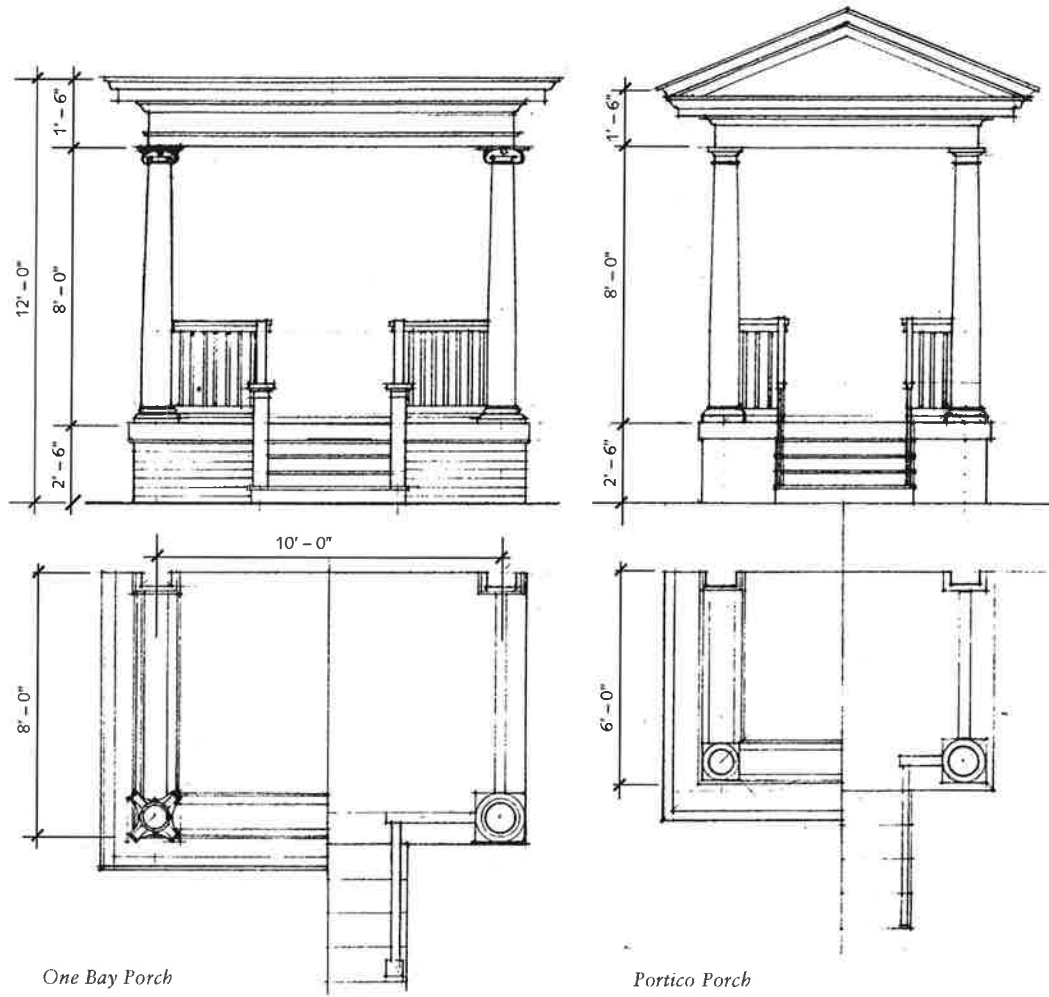 1' – 6"
12' – 0"
8' – 0"
2' – 6"
1' – 6"
8' – 0"
2' – 6"
10' – 0"
8' – 0"
6' – 0"
One Bay Porch
Portico Porch